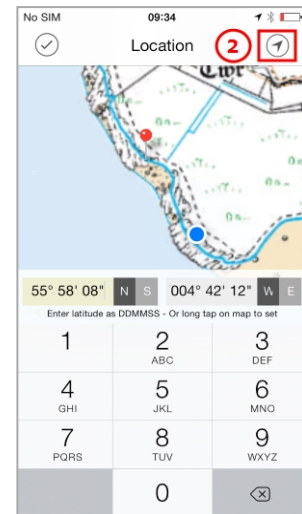 No SIM 09:34
Location 2
Cwr
55° 58' 08" N S 004° 42' 12" W E
Enter latitude as DDMMSS - Or long tap on map to set
1 2 3
ABC DEF
4 5 6
GHI JKL MNO
7 8 9
PQRS TUV WXYZ
0